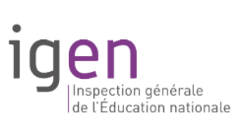 igen
Inspection générale
de l'Éducation nationale